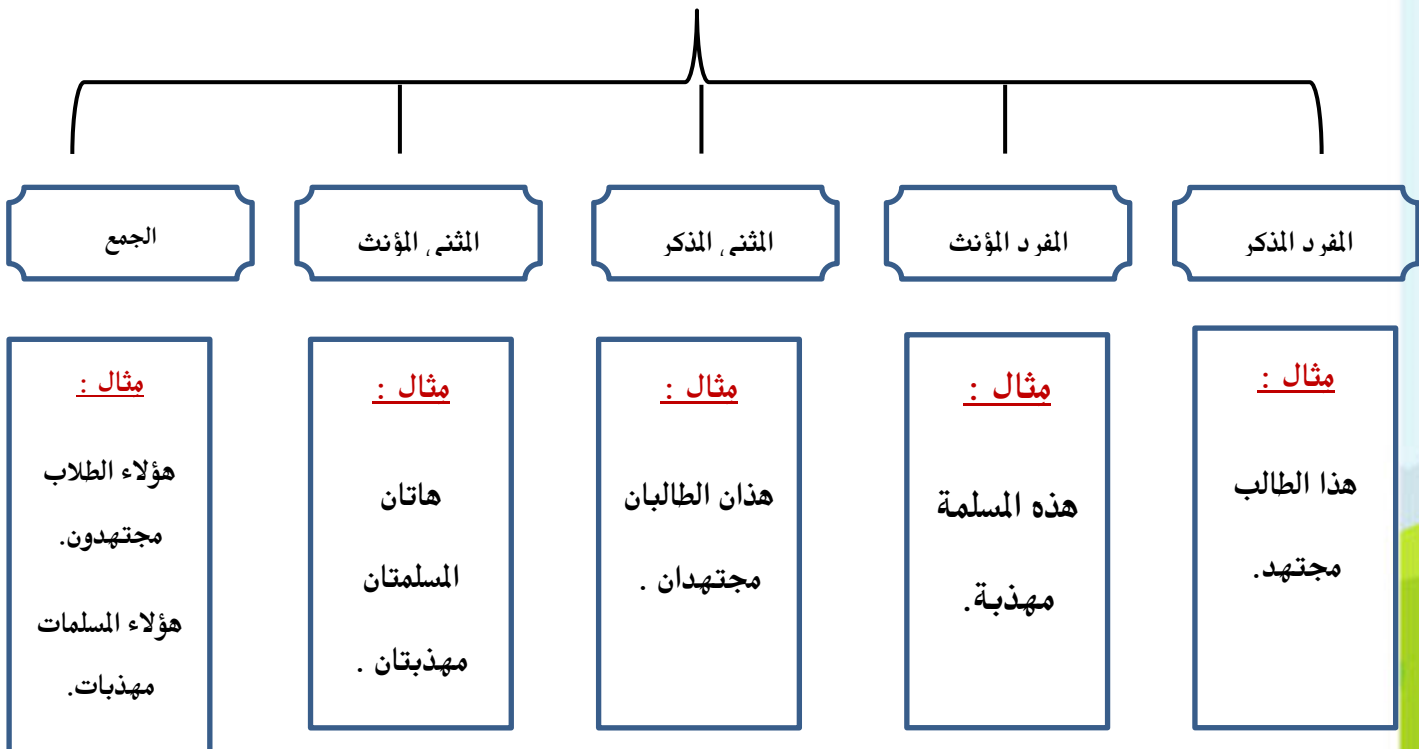 المفرد المذكر
المفرد المؤنث
المثنى المذكر
المثنى المؤنث
الجمع
مثال :
هذا الطالب
مجتهد.
مثال :
هذه المسلمة
مهذبة.
مثال :
هذان الطالبان
مجتهدان .
مثال :
هاتان
المسلمتان
مهذبتان .
مثال :
هؤلاء الطلاب
مجتهدون.
هؤلاء المسلمات
مهذبات.